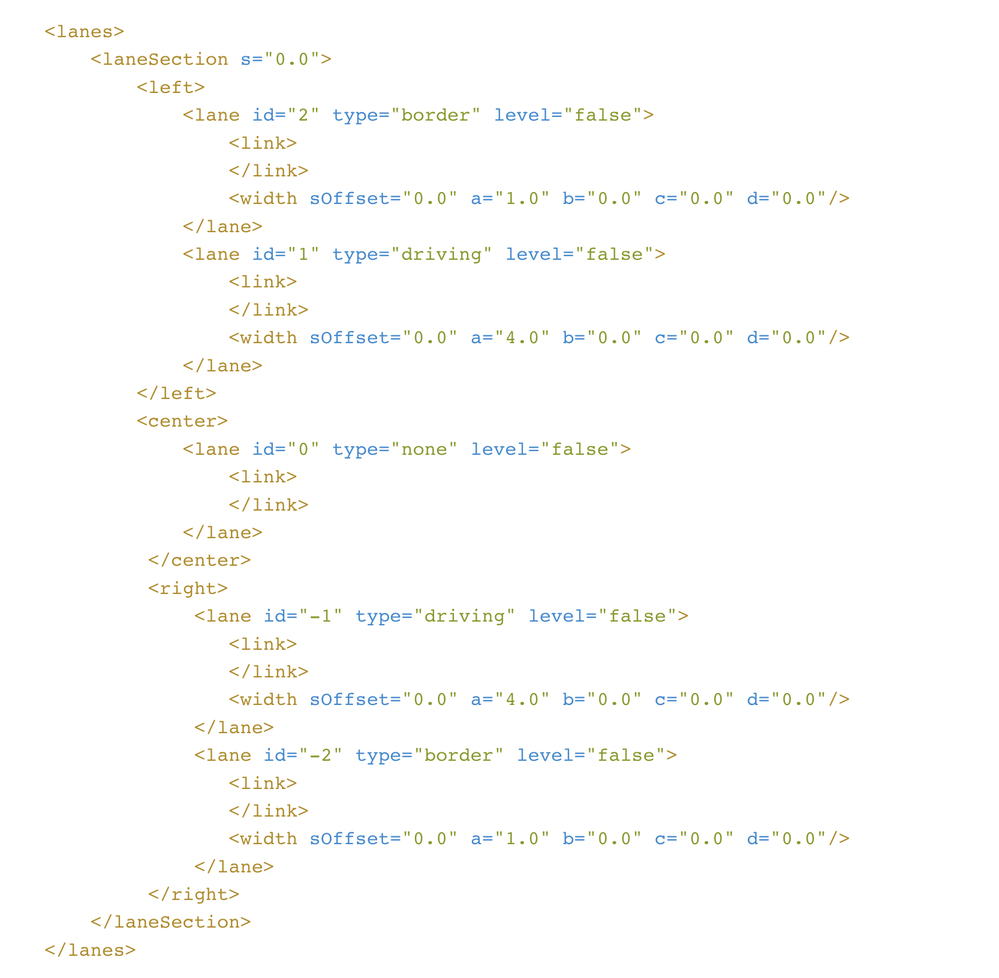 <lanes>
    <laneSection s="0.0">
        <left>
            <lane id="2" type="border" level="false">
                <link>
                </link>
                <width sOffset="0.0" a="1.0" b="0.0" c="0.0" d="0.0"/>
            </lane>
            <lane id="1" type="driving" level="false">
                <link>
                </link>
                <width sOffset="0.0" a="4.0" b="0.0" c="0.0" d="0.0"/>
            </lane>
        </left>
        <center>
            <lane id="0" type="none" level="false">
                <link>
                </link>
            </lane>
         </center>
         <right>
             <lane id="-1" type="driving" level="false">
                <link>
                </link>
                <width sOffset="0.0" a="4.0" b="0.0" c="0.0" d="0.0"/>
             </lane>
             <lane id="-2" type="border" level="false">
                <link>
                </link>
                <width sOffset="0.0" a="1.0" b="0.0" c="0.0" d="0.0"/>
             </lane>
         </right>
    </laneSection>
</lanes>